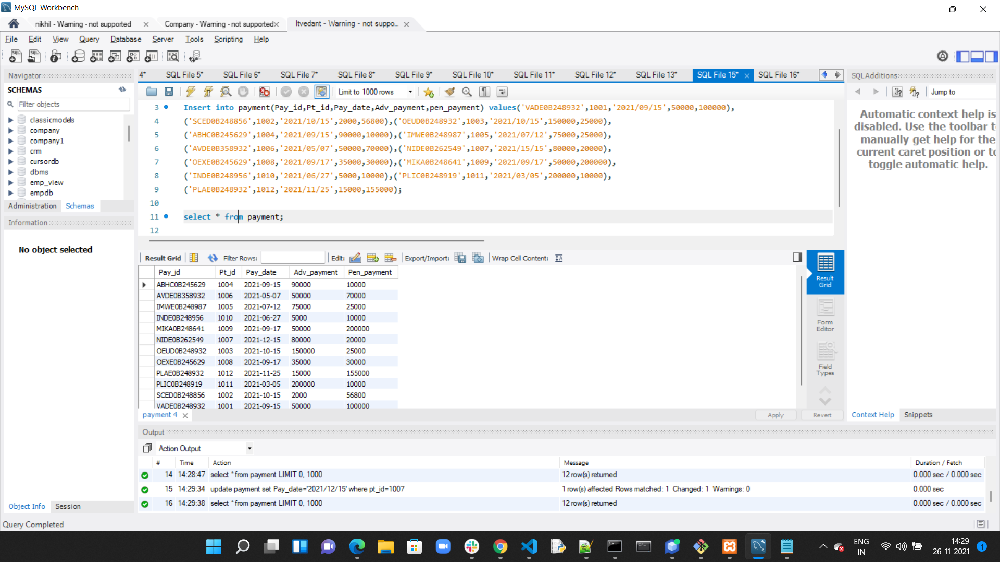 MySQL Workbench
nikhil - Warning - not supported
Company - Warning - not supported
Itvedant - Warning - not suppo...
File Edit View Query Database Server Tools Scripting Help
Navigator
SCHEMAS
Filter objects
classicmodels
company
company1
crm
cursordb
dbms
emp_view
empdb
Administration Schemas
Information
No object selected
Object Info Session
4* SQL File 5* SQL File 6* SQL File 7* SQL File 8* SQL File 9* SQL File 10* SQL File 11* SQL File 12* SQL File 13* SQL File 15* SQL File 16*
Limit to 1000 rows
3 Insert into payment(Pay_id,Pt_id,Pay_date,Adv_payment,pen_payment) values('VADE0B248932',1001,'2021/09/15',50000,100000),
4 ('SCED0B248856',1002,'2021/10/15',2000,56800),('OEUD0B248932',1003,'2021/10/15',150000,25000),
5 ('ABHC0B245629',1004,'2021/09/15',90000,10000),('IMWE0B248987',1005,'2021/07/12',75000,25000),
6 ('AVDE0B358932',1006,'2021/05/07',50000,70000),('NIDE0B262549',1007,'2021/15/15',80000,20000),
7 ('OEXE0B245629',1008,'2021/09/17',35000,30000),('MIKA0B248641',1009,'2021/09/17',50000,200000),
8 ('INDE0B248956',1010,'2021/06/27',5000,10000),('PLIC0B248919',1011,'2021/03/05',200000,10000),
9 ('PLAE0B248932',1012,'2021/11/25',15000,155000);
10
11 select * from payment;
12
Result Grid Filter Rows: Edit: Export/Import: Wrap Cell Content:
Pay_id Pt_id Pay_date Adv_payment Pen_payment
ABHC0B245629 1004 2021-09-15 90000 10000
AVDE0B358932 1006 2021-05-07 50000 70000
IMWE0B248987 1005 2021-07-12 75000 25000
INDE0B248956 1010 2021-06-27 5000 10000
MIKA0B248641 1009 2021-09-17 50000 200000
NIDE0B262549 1007 2021-12-15 80000 20000
OEUD0B248932 1003 2021-10-15 150000 25000
OEXE0B245629 1008 2021-09-17 35000 30000
PLAE0B248932 1012 2021-11-25 15000 155000
PLIC0B248919 1011 2021-03-05 200000 10000
SCED0B248856 1002 2021-10-15 2000 56800
VADE0B248932 1001 2021-09-15 50000 100000
Result
Grid
Form
Editor
Field
Types
payment 4
Apply Revert
SQLAdditions
Jump to
Automatic context help is
disabled. Use the toolbar t
manually get help for the
current caret position or to
toggle automatic help.
Context Help Snippets
Output
Action Output
# Time Action Message Duration / Fetch
14 14:28:47 select * from payment LIMIT 0, 1000 12 row(s) returned 0.000 sec / 0.000 sec
15 14:29:34 update payment set Pay_date='2021/12/15' where pt_id=1007 1 row(s) affected Rows matched: 1 Changed: 1 Warnings: 0 0.000 sec
16 14:29:38 select * from payment LIMIT 0, 1000 12 row(s) returned 0.000 sec / 0.000 sec
Query Completed
ENG
IN
14:29
26-11-2021
1